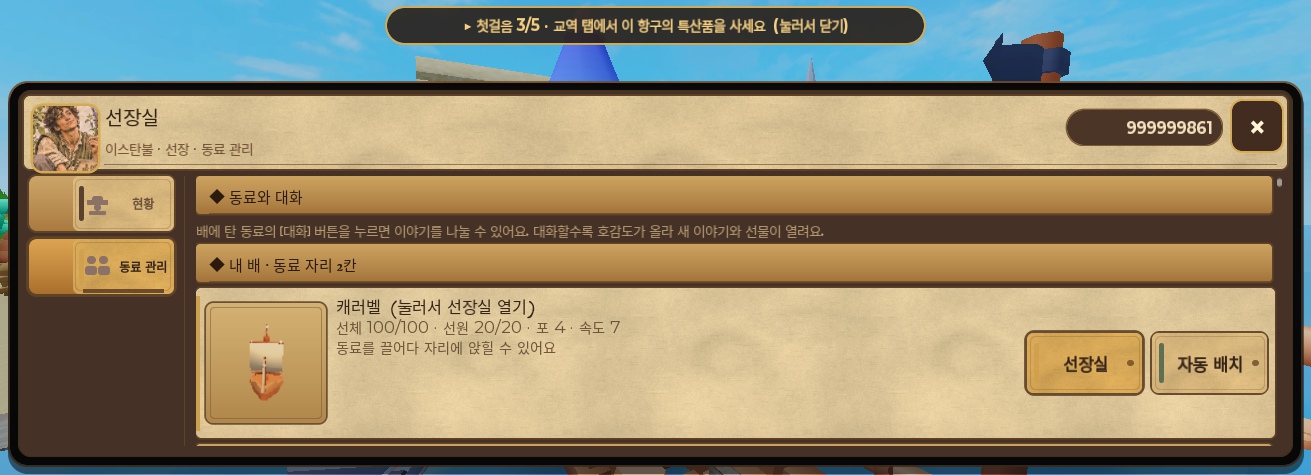 ▸ 첫걸음 3/5 · 교역 탭에서 이 항구의 특산품을 사세요 (눌러서 닫기)
선장실
이스탄불 · 선장 · 동료 관리
999999861
×
현황
동료 관리
◆ 동료와 대화
배에 탄 동료의 [대화] 버튼을 누르면 이야기를 나눌 수 있어요. 대화할수록 호감도가 올라 새 이야기와 선물이 열려요.
◆ 내 배 · 동료 자리 2칸
캐러벨 (눌러서 선장실 열기)
선체 100/100 · 선원 20/20 · 포 4 · 속도 7
동료를 끌어다 자리에 앉힐 수 있어요
선장실
자동 배치